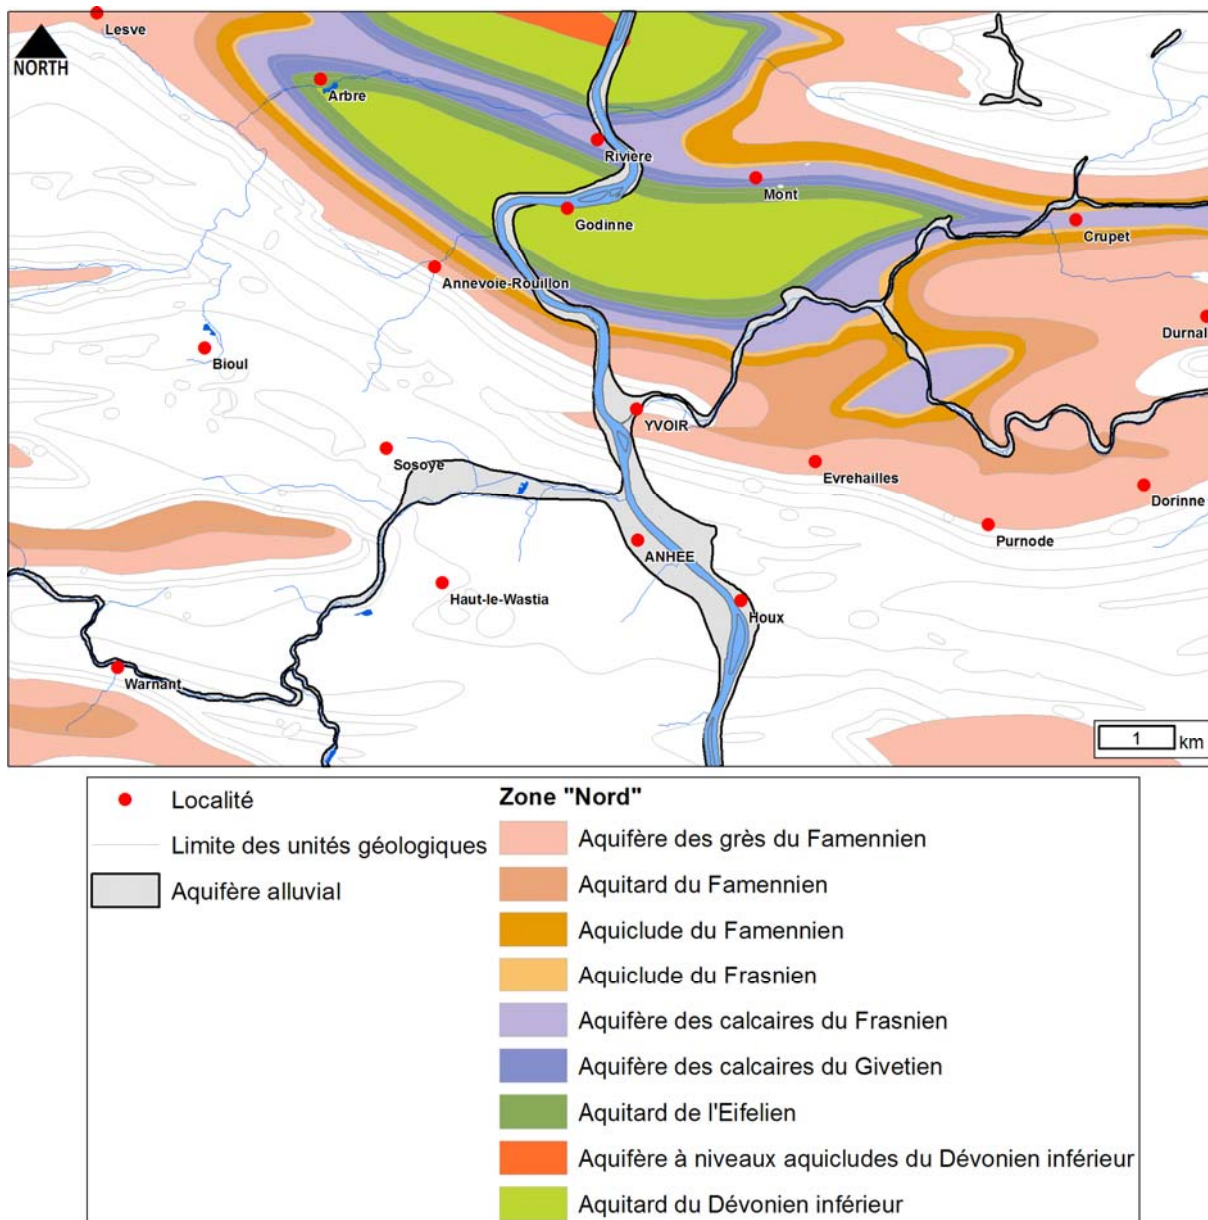 Lesve
NORTH
Arbre
Rivière
Mont
Godinne
Crupet
Annevoie-Rouillon
Durnal
Bioul
YVOIR
Sosoye
Evrehailles
Dorinne
Purnode
ANHEE
Haut-le-Wastia
Houx
Warnant
1 km
Localité
Limite des unités géologiques
Aquifère alluvial
Zone "Nord"
Aquifère des grès du Famennien
Aquitard du Famennien
Aquiclude du Famennien
Aquiclude du Frasnien
Aquifère des calcaires du Frasnien
Aquifère des calcaires du Givetien
Aquitard de l'Eifelien
Aquifère à niveaux aquicludes du Dévonien inférieur
Aquitard du Dévonien inférieur